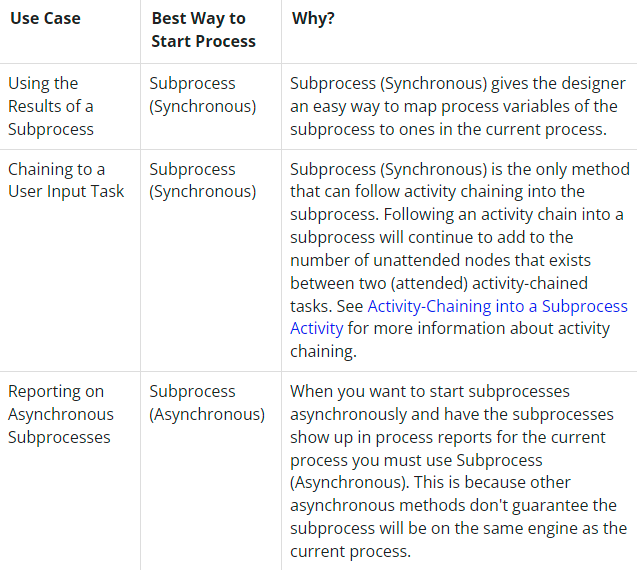 Use Case
Best Way to
Start Process
Why?
Using the
Results of a
Subprocess
Subprocess
(Synchronous)
Subprocess (Synchronous) gives the designer
an easy way to map process variables of the
subprocess to ones in the current process.
Chaining to a
User Input Task
Subprocess
(Synchronous)
Subprocess (Synchronous) is the only method
that can follow activity chaining into the
subprocess. Following an activity chain into a
subprocess will continue to add to the
number of unattended nodes that exists
between two (attended) activity-chained
tasks. See Activity-Chaining into a Subprocess
Activity for more information about activity
chaining.
Reporting on
Asynchronous
Subprocesses
Subprocess
(Asynchronous)
When you want to start subprocesses
asynchronously and have the subprocesses
show up in process reports for the current
process you must use Subprocess
(Asynchronous). This is because other
asynchronous methods don't guarantee the
subprocess will be on the same engine as the
current process.